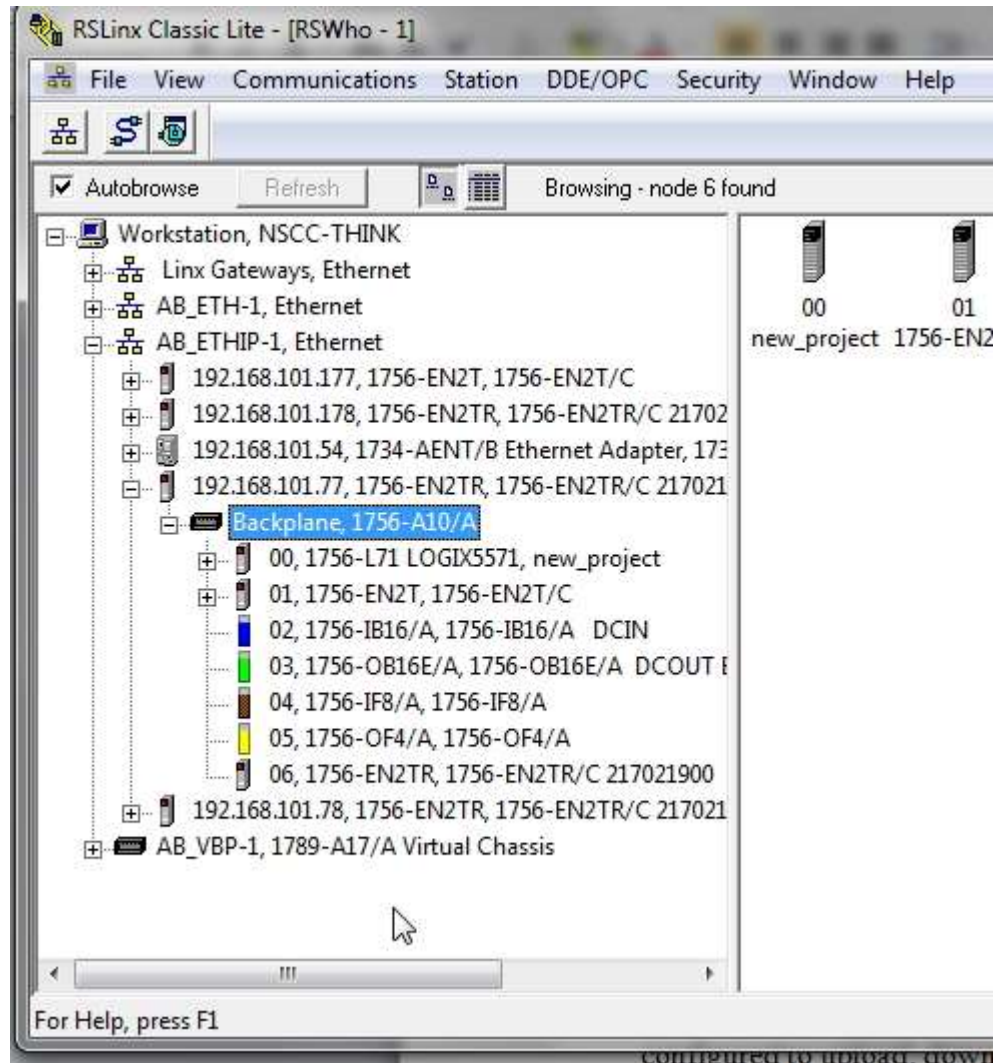 RSLinx Classic Lite - [RSWho - 1]
File View Communications Station DDE/OPC Security Window Help
Autobrowse Refresh Browsing - node 6 found
Workstation, NSCC-THINK
Linx Gateways, Ethernet
AB_ETH-1, Ethernet
AB_ETHIP-1, Ethernet
192.168.101.177, 1756-EN2T, 1756-EN2T/C
192.168.101.178, 1756-EN2TR, 1756-EN2TR/C 21702
192.168.101.54, 1734-AENT/B Ethernet Adapter, 173
192.168.101.77, 1756-EN2TR, 1756-EN2TR/C 217021
Backplane, 1756-A10/A
00, 1756-L71 LOGIX5571, new_project
01, 1756-EN2T, 1756-EN2T/C
02, 1756-IB16/A, 1756-IB16/A DCIN
03, 1756-OB16E/A, 1756-OB16E/A DCOUT E
04, 1756-IF8/A, 1756-IF8/A
05, 1756-OF4/A, 1756-OF4/A
06, 1756-EN2TR, 1756-EN2TR/C 217021900
192.168.101.78, 1756-EN2TR, 1756-EN2TR/C 217021
AB_VBP-1, 1789-A17/A Virtual Chassis
00 01
new_project 1756-EN2
For Help, press F1
configured to upload, down